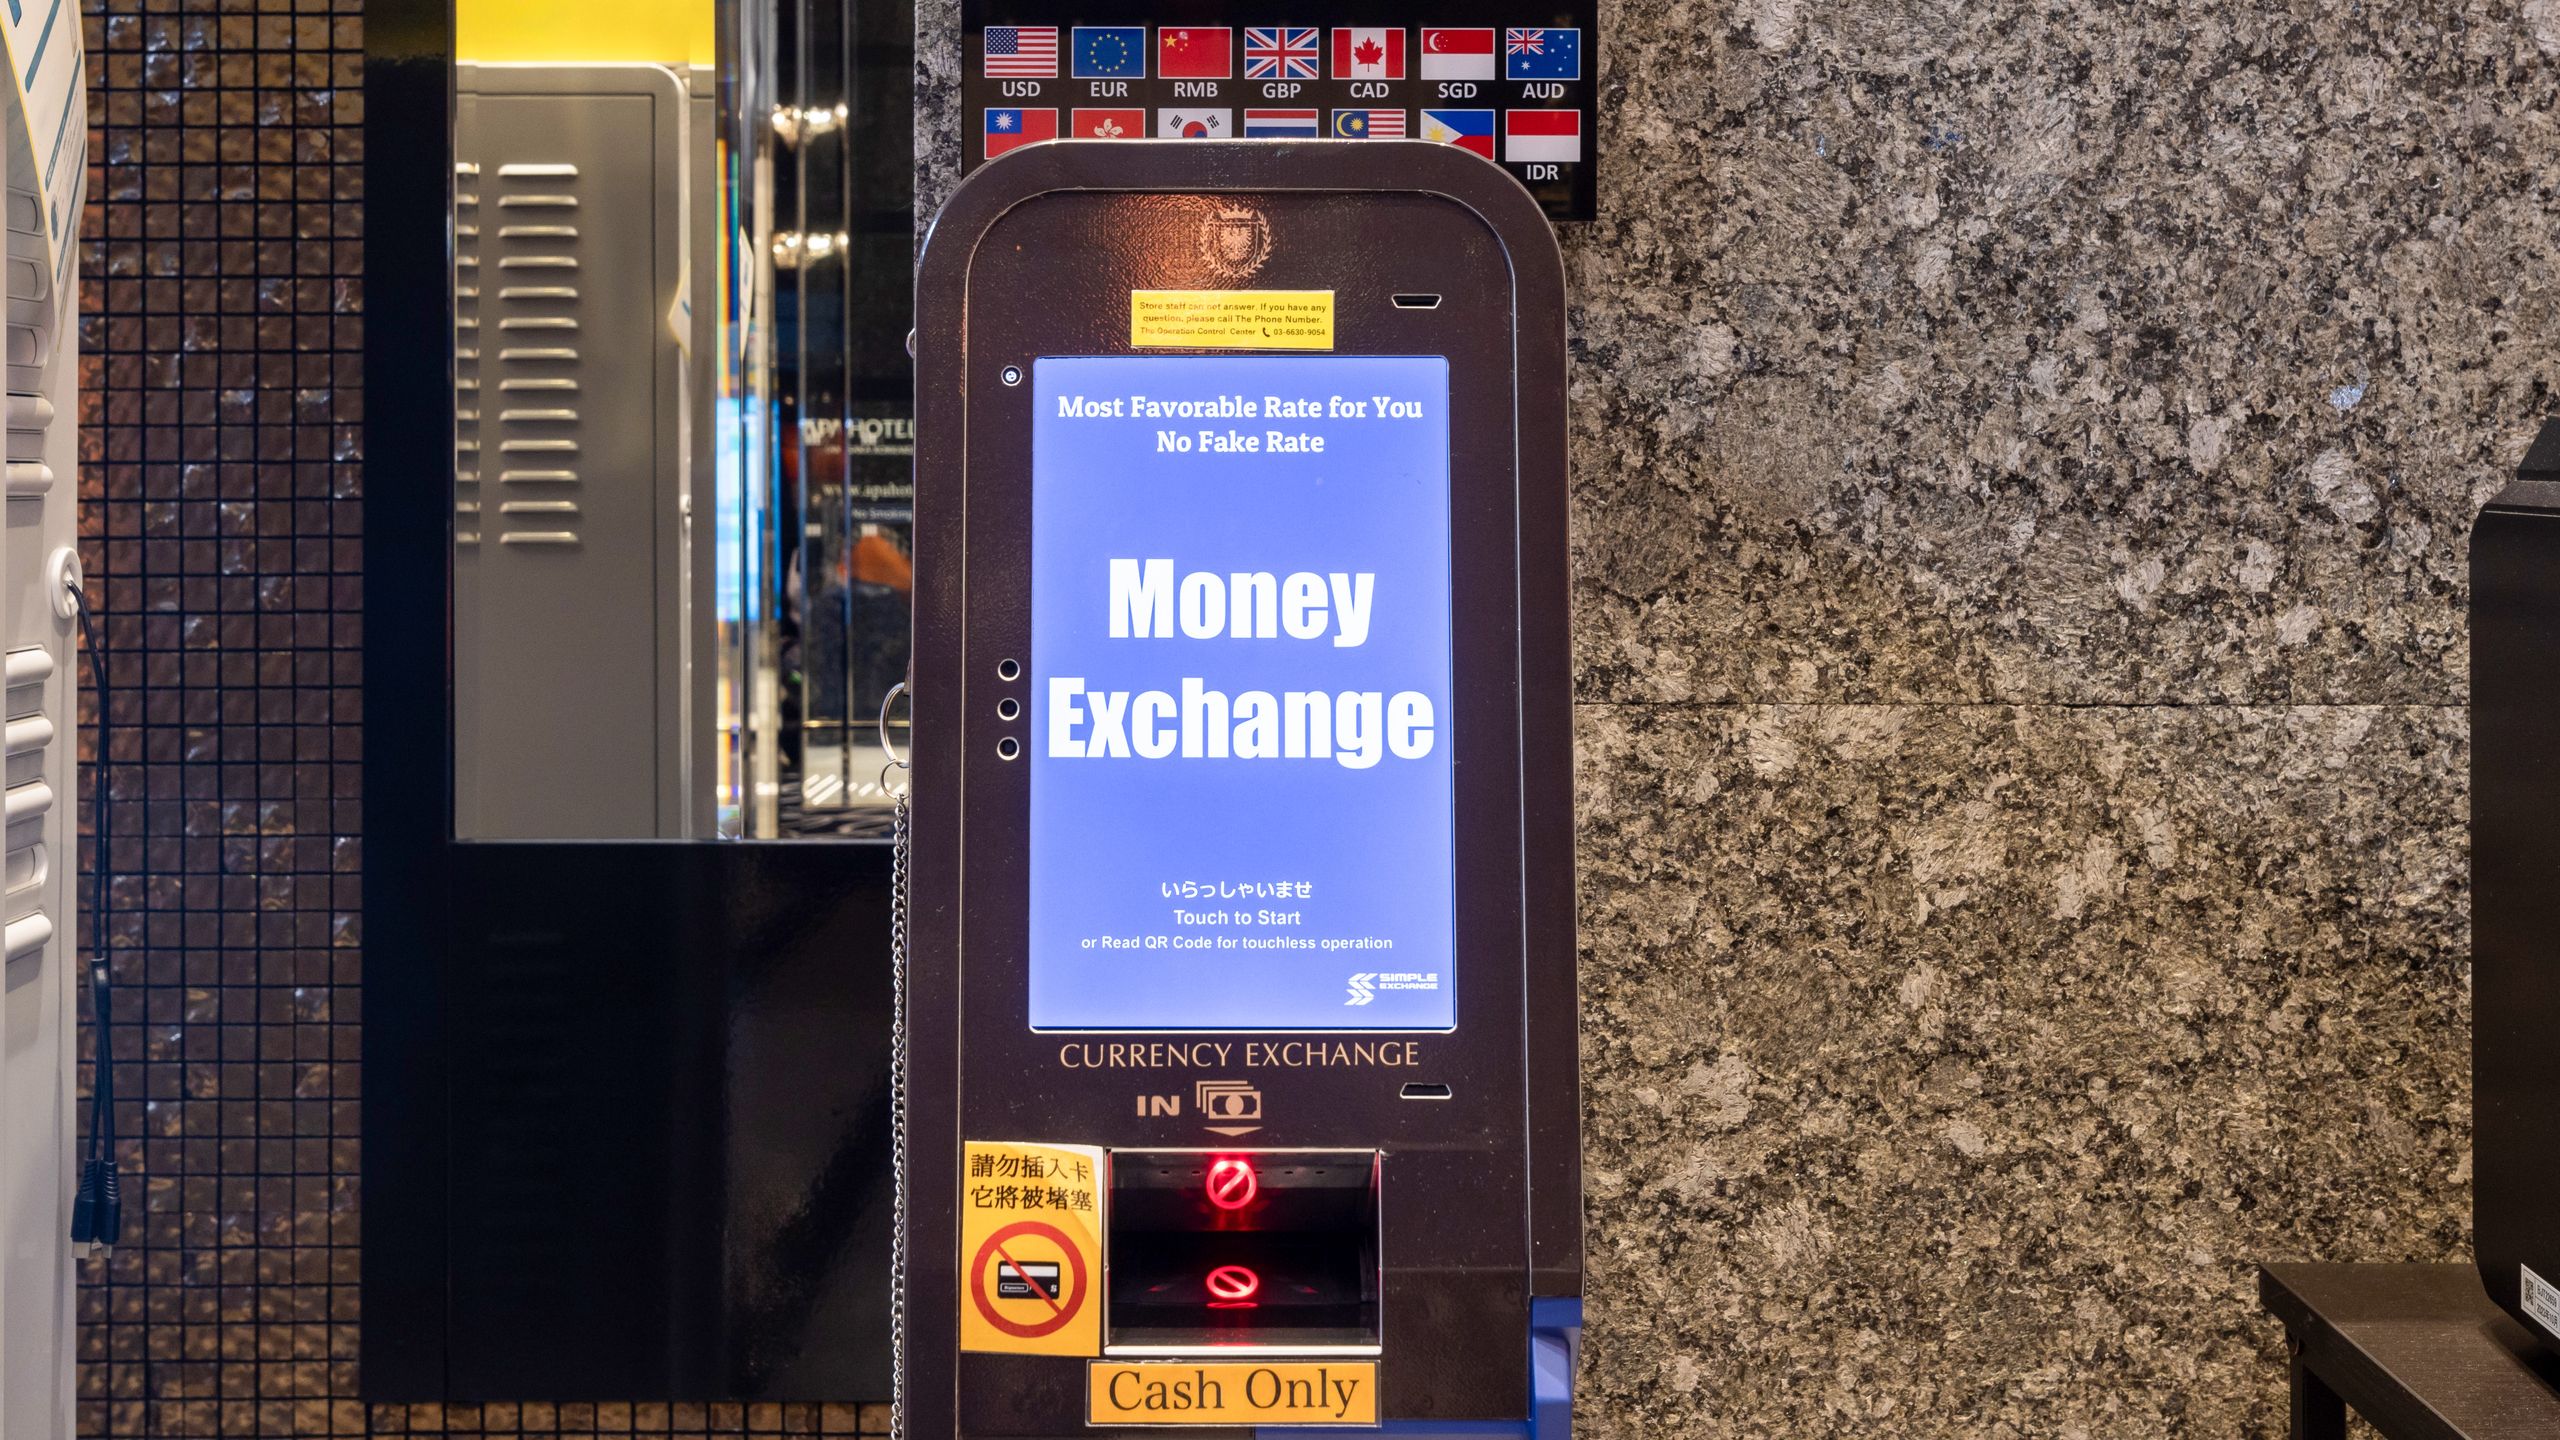 USD EUR RMB GBP CAD SGD AUD
IDR
Store staff can not answer. If you have any
question, please call The Phone Number.
The Operation Control Center 03-6630-9054
Most Favorable Rate for You
No Fake Rate
Money
Exchange
いらっしゃいませ
Touch to Start
or Read QR Code for touchless operation
SIMPLE
EXCHANGE
CURRENCY EXCHANGE
IN
請勿插入卡
它將被堵塞
Cash Only
HOTEL
No Smoking